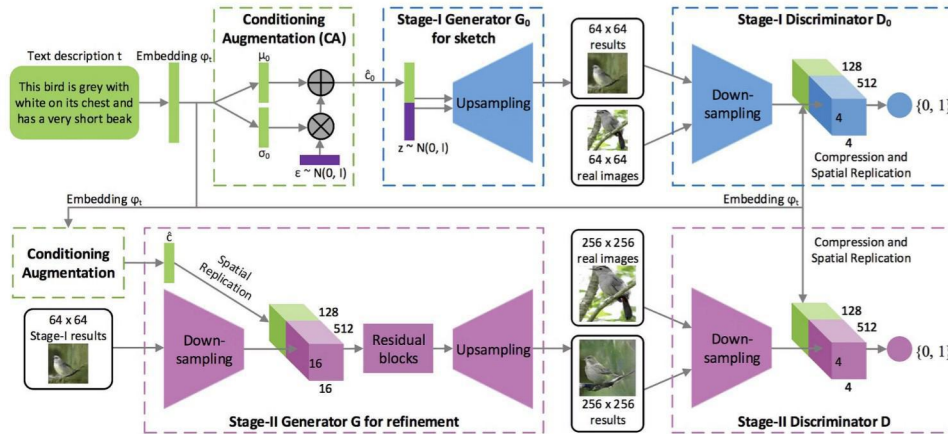 Conditioning
Augmentation (CA)
Stage-I Generator G₀
for sketch
Stage-I Discriminator D₀
Text description t
Embedding φₜ
This bird is grey with
white on its chest and
has a very short beak
μ₀
σ₀
ε ~ N(0, I)
ĉ₀
z ~ N(0, I)
Upsampling
64 x 64
results
64 x 64
real images
Down-
sampling
128
512
4
4
{0, 1}
Compression and
Spatial Replication
Embedding φₜ
Embedding φₜ
Conditioning
Augmentation
ĉ
Spatial
Replication
64 x 64
Stage-I results
Down-
sampling
128
512
16
16
Residual
blocks
Upsampling
Stage-II Generator G for refinement
256 x 256
real images
256 x 256
results
Compression and
Spatial Replication
Down-
sampling
128
512
4
4
{0, 1}
Stage-II Discriminator D